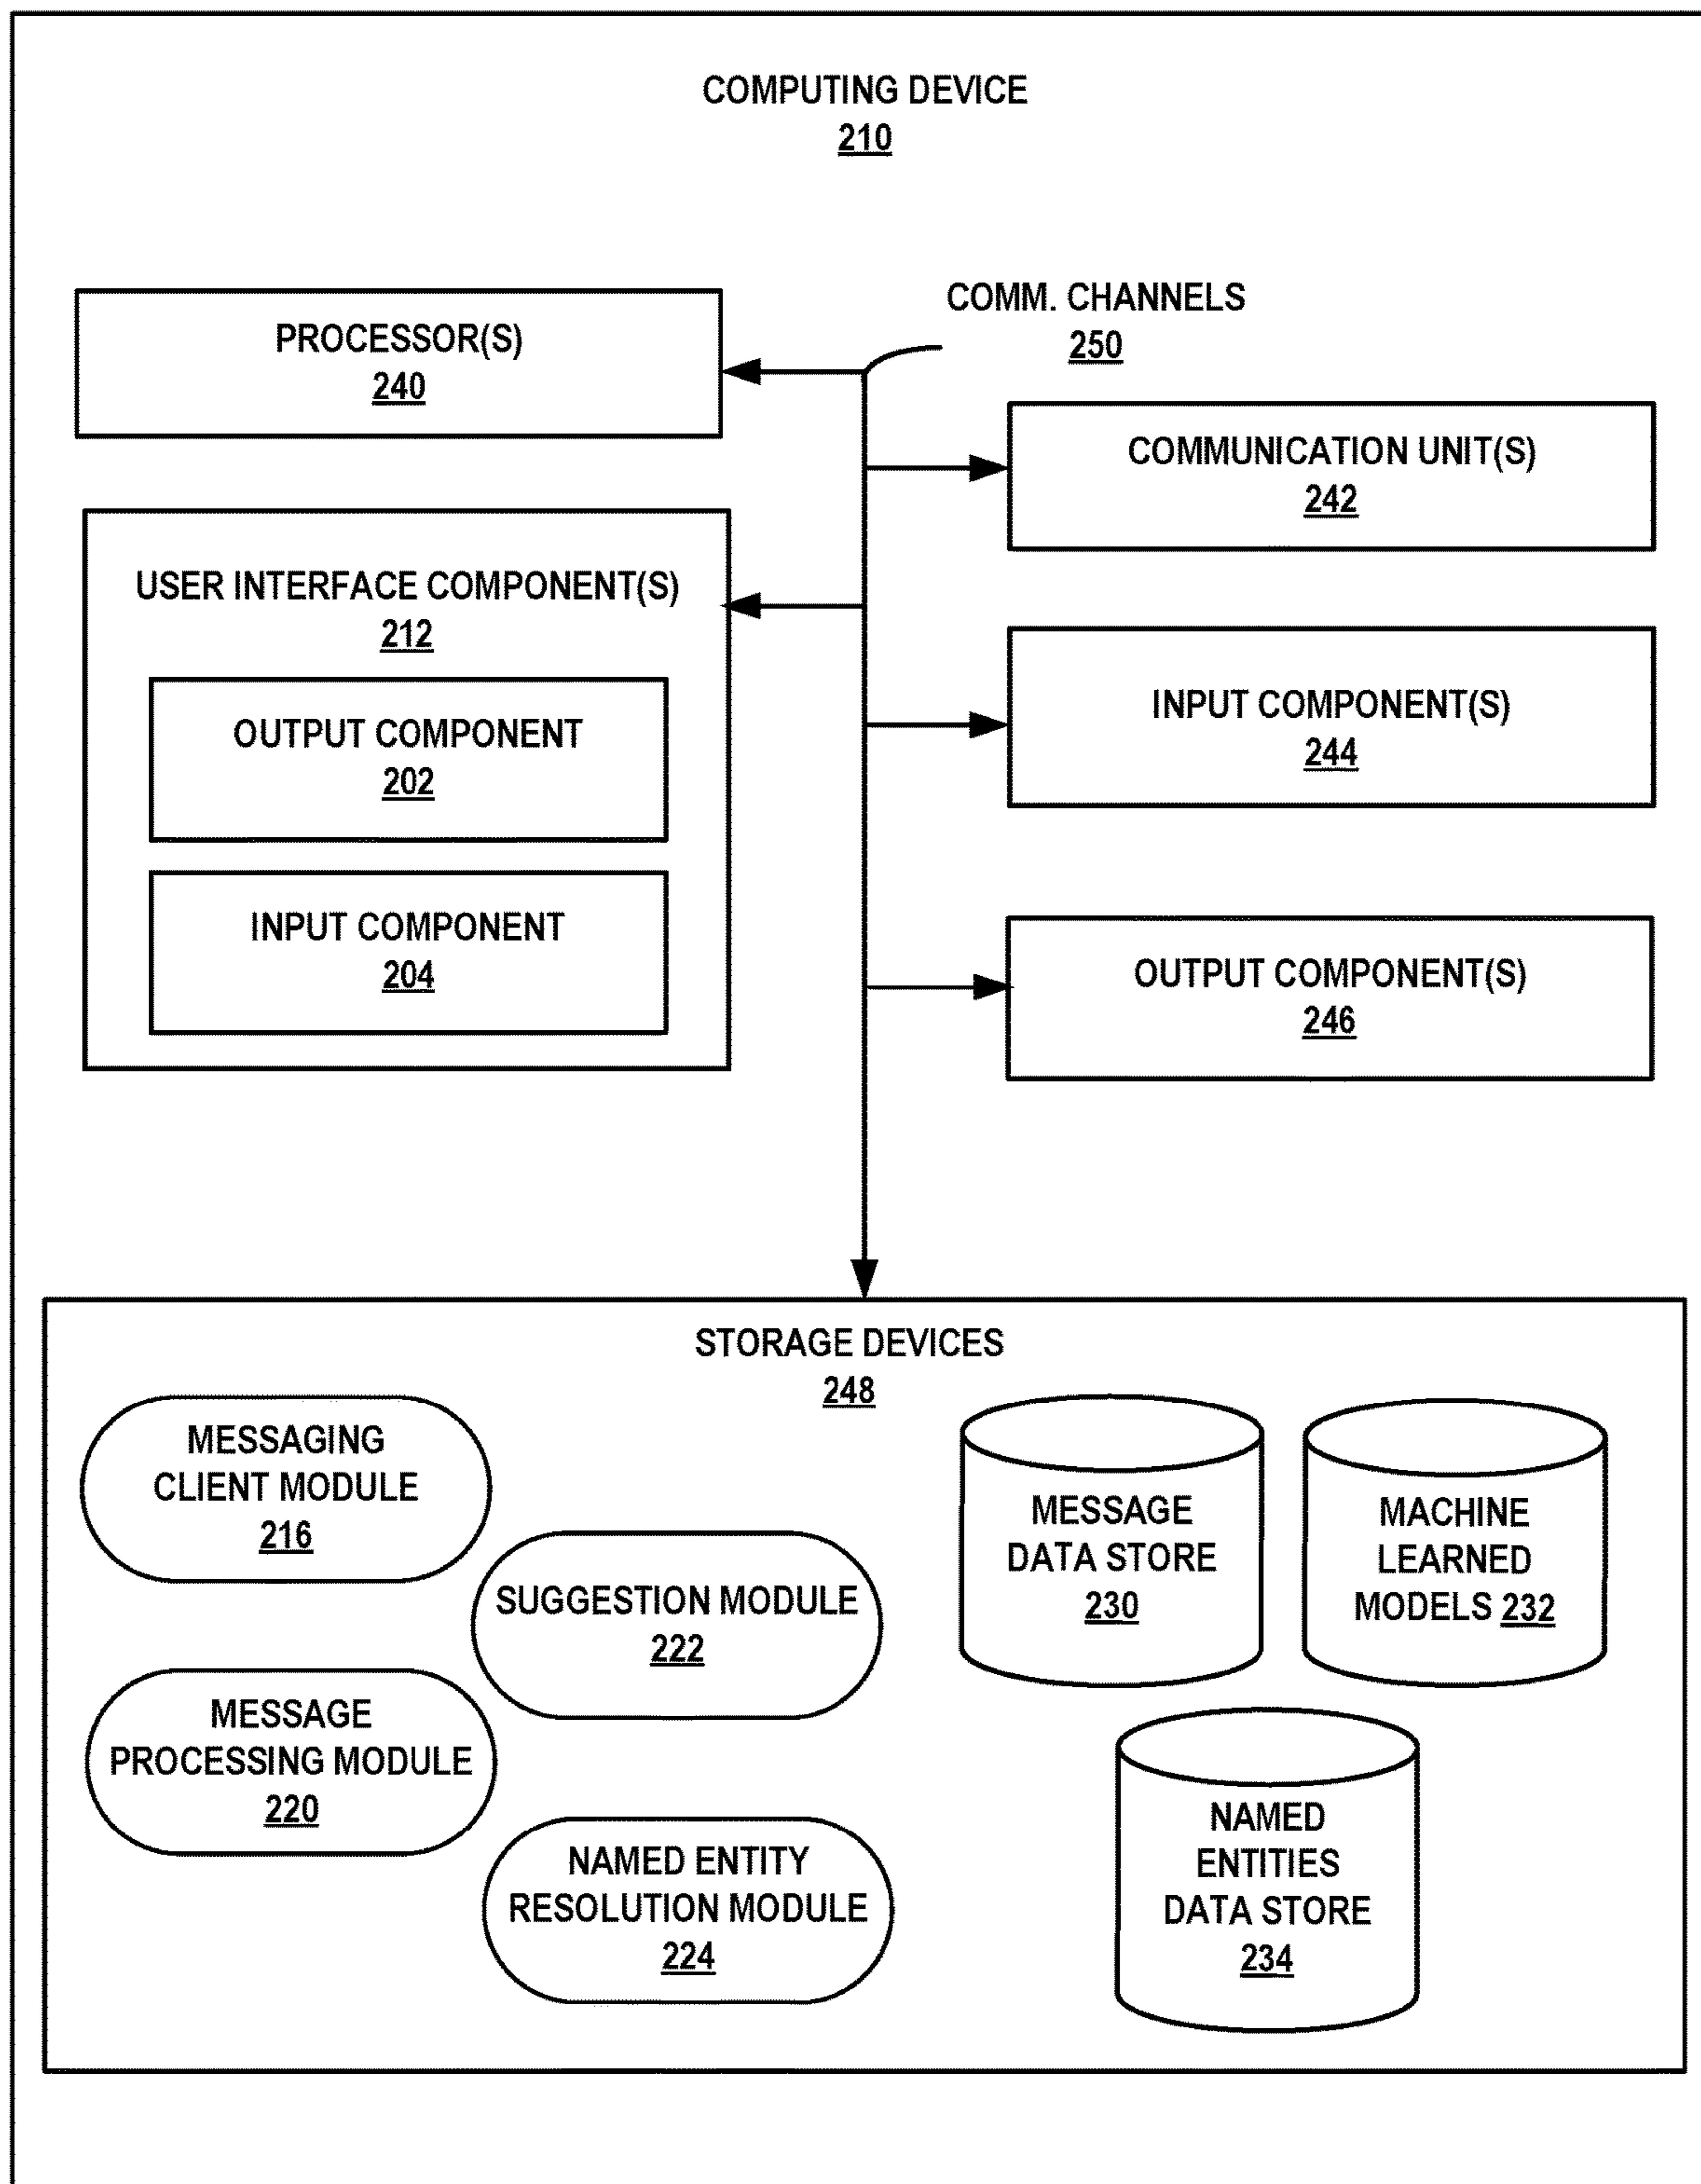 COMPUTING DEVICE
210
PROCESSOR(S)
240
COMM. CHANNELS
250
COMMUNICATION UNIT(S)
242
USER INTERFACE COMPONENT(S)
212
OUTPUT COMPONENT
202
INPUT COMPONENT
204
INPUT COMPONENT(S)
244
OUTPUT COMPONENT(S)
246
STORAGE DEVICES
248
MESSAGING
CLIENT MODULE
216
SUGGESTION MODULE
222
MESSAGE
PROCESSING MODULE
220
NAMED ENTITY
RESOLUTION MODULE
224
MESSAGE
DATA STORE
230
MACHINE
LEARNED
MODELS 232
NAMED
ENTITIES
DATA STORE
234